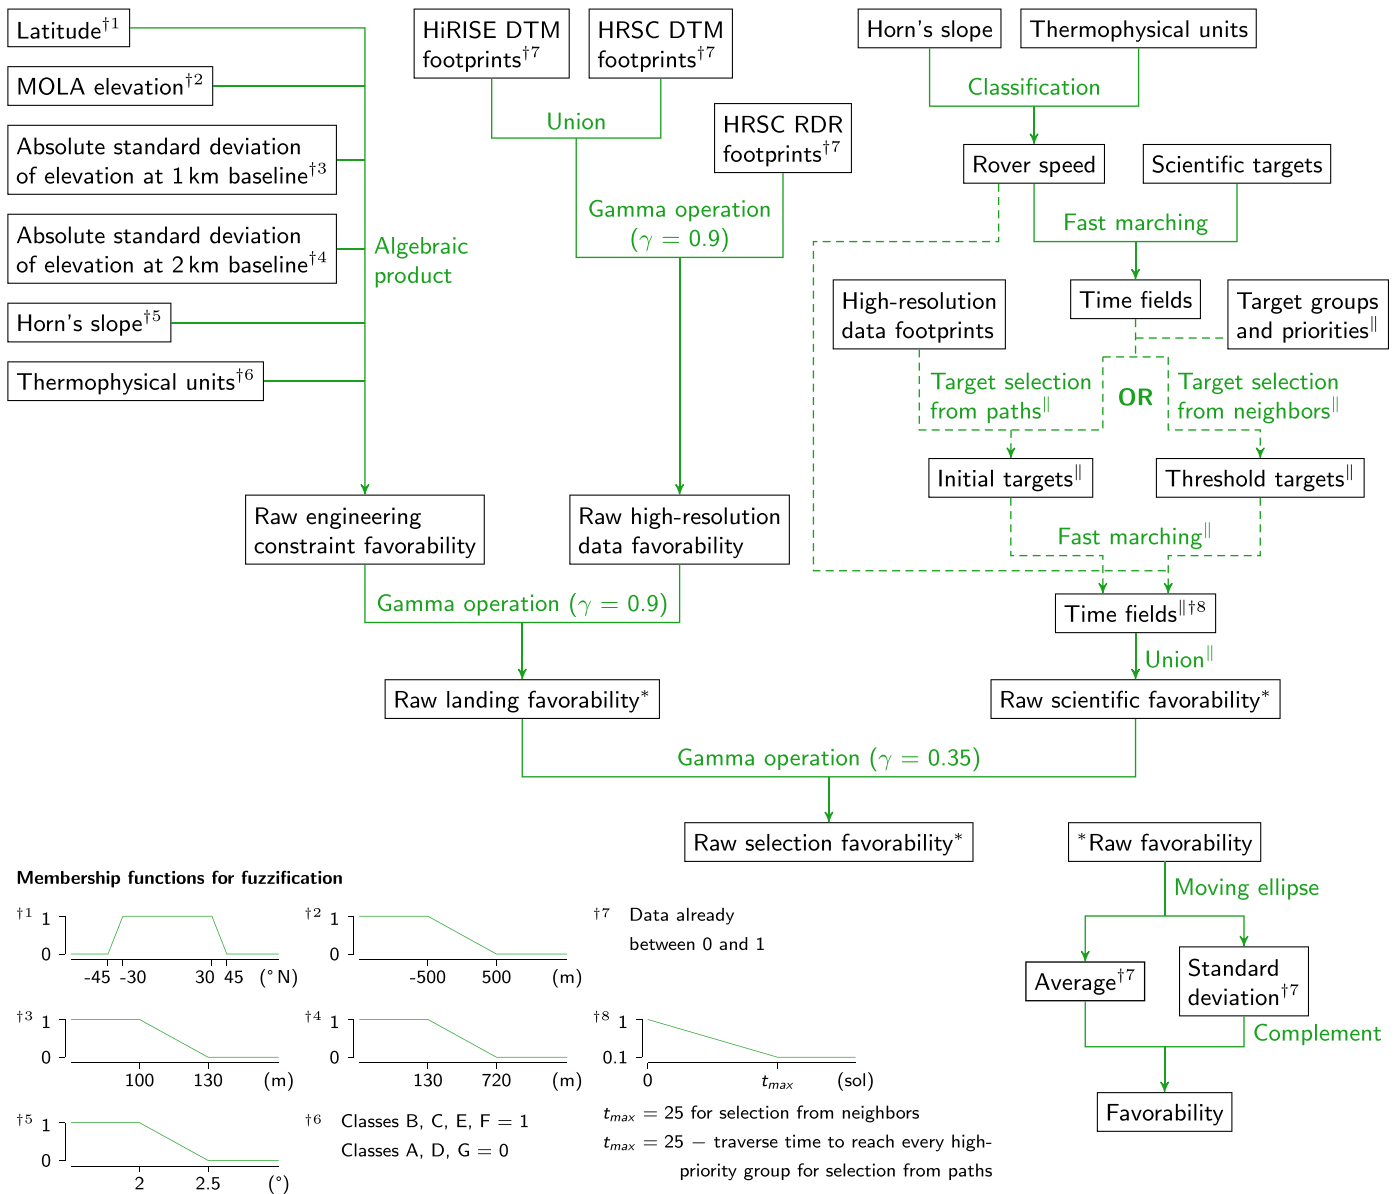 Latitude†1
MOLA elevation†2
Absolute standard deviation
of elevation at 1 km baseline†3
Absolute standard deviation
of elevation at 2 km baseline†4
Horn's slope†5
Thermophysical units†6
Algebraic
product
HiRISE DTM
footprints†7
HRSC DTM
footprints†7
Union
HRSC RDR
footprints†7
Gamma operation
(γ = 0.9)
Raw engineering
constraint favorability
Raw high-resolution
data favorability
Gamma operation (γ = 0.9)
Raw landing favorability*
Horn's slope
Thermophysical units
Classification
Rover speed
Scientific targets
Fast marching
Time fields
High-resolution
data footprints
Target groups
and priorities∥
Target selection
from paths∥
OR
Target selection
from neighbors∥
Initial targets∥
Threshold targets∥
Fast marching∥
Time fields∥†8
Union∥
Raw scientific favorability*
Gamma operation (γ = 0.35)
Raw selection favorability*
*Raw favorability
Moving ellipse
Average†7
Standard
deviation†7
Complement
Favorability
Membership functions for fuzzification
†1
1
0
-45 -30 30 45 (°N)
†2
1
0
-500 500 (m)
†7 Data already
between 0 and 1
†3
1
0
100 130 (m)
†4
1
0
130 720 (m)
†8
1
0.1
0 tmax (sol)
tmax = 25 for selection from neighbors
tmax = 25 − traverse time to reach every high-
priority group for selection from paths
†5
1
0
2 2.5 (°)
†6 Classes B, C, E, F = 1
Classes A, D, G = 0